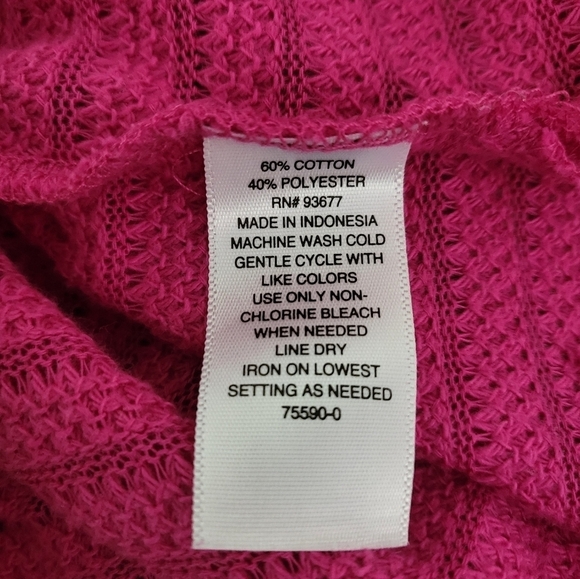 60% COTTON
40% POLYESTER
RN# 93677
MADE IN INDONESIA
MACHINE WASH COLD
GENTLE CYCLE WITH
LIKE COLORS
USE ONLY NON-
CHLORINE BLEACH
WHEN NEEDED
LINE DRY
IRON ON LOWEST
SETTING AS NEEDED
75590-0